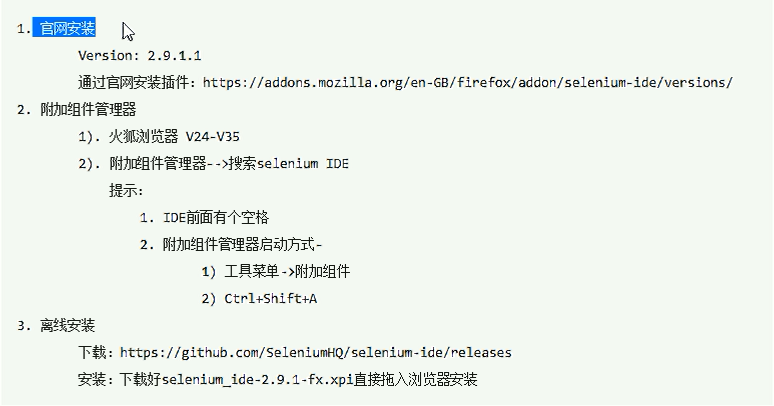 1. 官网安装
Version: 2.9.1.1
通过官网安装插件：https://addons.mozilla.org/en-GB/firefox/addon/selenium-ide/versions/
2. 附加组件管理器
1). 火狐浏览器 V24-V35
2). 附加组件管理器-->搜索selenium IDE
提示：
1. IDE前面有个空格
2. 附加组件管理器启动方式-
1) 工具菜单->附加组件
2) Ctrl+Shift+A
3. 离线安装
下载：https://github.com/SeleniumHQ/selenium-ide/releases
安装：下载好selenium_ide-2.9.1-fx.xpi直接拖入浏览器安装